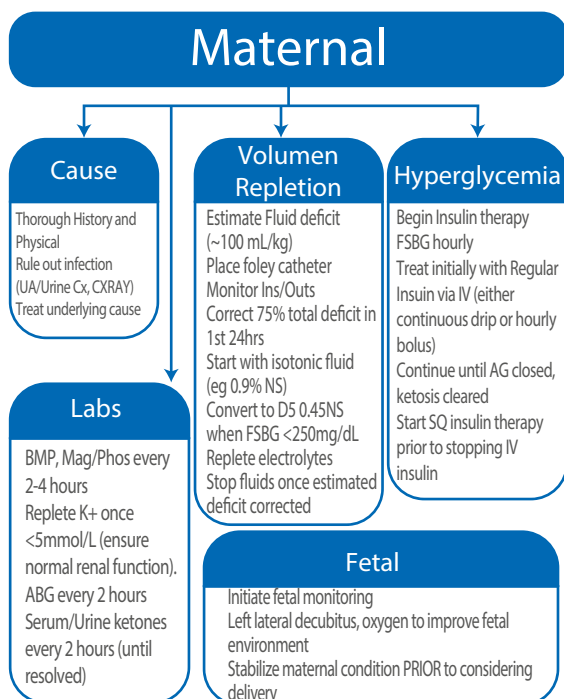 Maternal
Cause
Thorough History and
Physical
Rule out infection
(UA/Urine Cx, CXRAY)
Treat underlying cause
Labs
BMP, Mag/Phos every
2-4 hours
Replete K+ once
<5mmol/L (ensure
normal renal function).
ABG every 2 hours
Serum/Urine ketones
every 2 hours (until
resolved)
Volumen
Repletion
Estimate Fluid deficit
(~100 mL/kg)
Place foley catheter
Monitor Ins/Outs
Correct 75% total deficit in
1st 24hrs
Start with isotonic fluid
(eg 0.9% NS)
Convert to D5 0.45NS
when FSBG <250mg/dL
Replete electrolytes
Stop fluids once estimated
deficit corrected
Hyperglycemia
Begin Insulin therapy
FSBG hourly
Treat initially with Regular
Insuin via IV (either
continuous drip or hourly
bolus)
Continue until AG closed,
ketosis cleared
Start SQ insulin therapy
prior to stopping IV
insulin
Fetal
Initiate fetal monitoring
Left lateral decubitus, oxygen to improve fetal
environment
Stabilize maternal condition PRIOR to considering
delivery